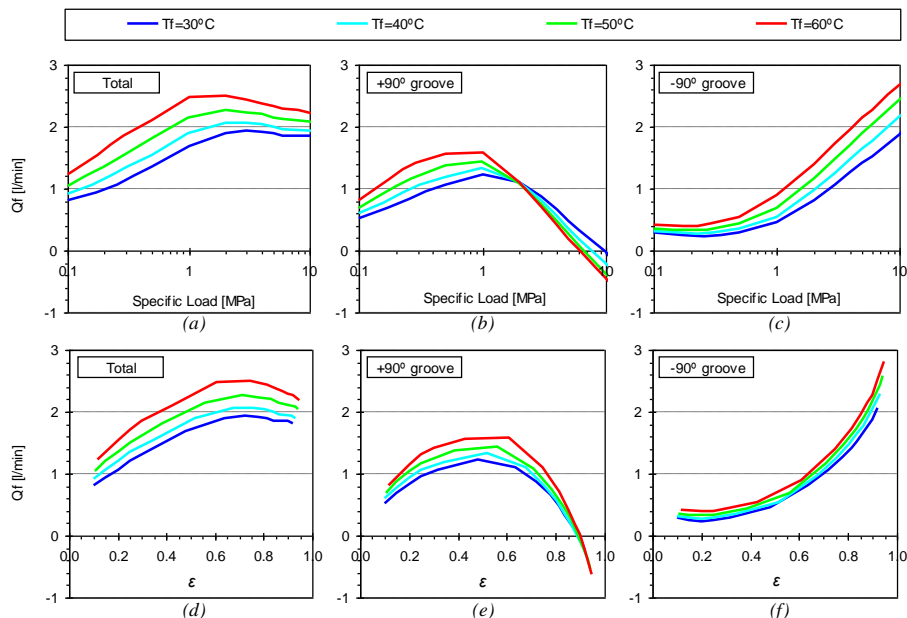 Tf=30ºC Tf=40ºC Tf=50ºC Tf=60ºC
Total +90º groove -90º groove
Qf [l/min]
3 3 3
2 2 2
1 1 1
0 0 0
-1 -1 -1
0.1 1 10 0.1 1 10 0.1 1 10
Specific Load [MPa] Specific Load [MPa] Specific Load [MPa]
(a) (b) (c)
Total +90º groove -90º groove
Qf [l/min]
3 3 3
2 2 2
1 1 1
0 0 0
-1 -1 -1
0.0 0.2 0.4 0.6 0.8 1.0 0.0 0.2 0.4 0.6 0.8 1.0 0.0 0.2 0.4 0.6 0.8 1.0
ε ε ε
(d) (e) (f)